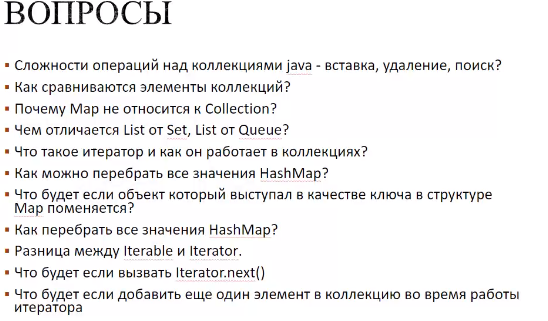 ВОПРОСЫ
Сложности операций над коллекциями java - вставка, удаление, поиск?
Как сравниваются элементы коллекций?
Почему Map не относится к Collection?
Чем отличается List от Set, List от Queue?
Что такое итератор и как он работает в коллекциях?
Как можно перебрать все значения HashMap?
Что будет если объект который выступал в качестве ключа в структуре
Map поменяется?
Как перебрать все значения HashMap?
Разница между Iterable и Iterator.
Что будет если вызвать Iterator.next()
Что будет если добавить еще один элемент в коллекцию во время работы
итератора